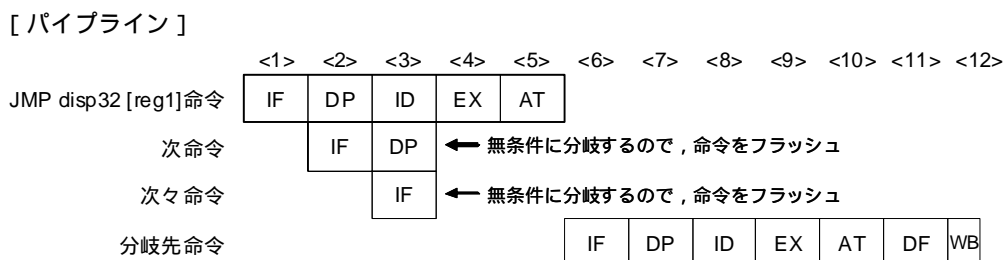 [パイプライン]
<1> <2> <3> <4> <5> <6> <7> <8> <9> <10> <11> <12>
JMP disp32 [reg1]命令 IF DP ID EX AT
次命令 IF DP 無条件に分岐するので，命令をフラッシュ
次々命令 IF 無条件に分岐するので，命令をフラッシュ
分岐先命令 IF DP ID EX AT DF WB